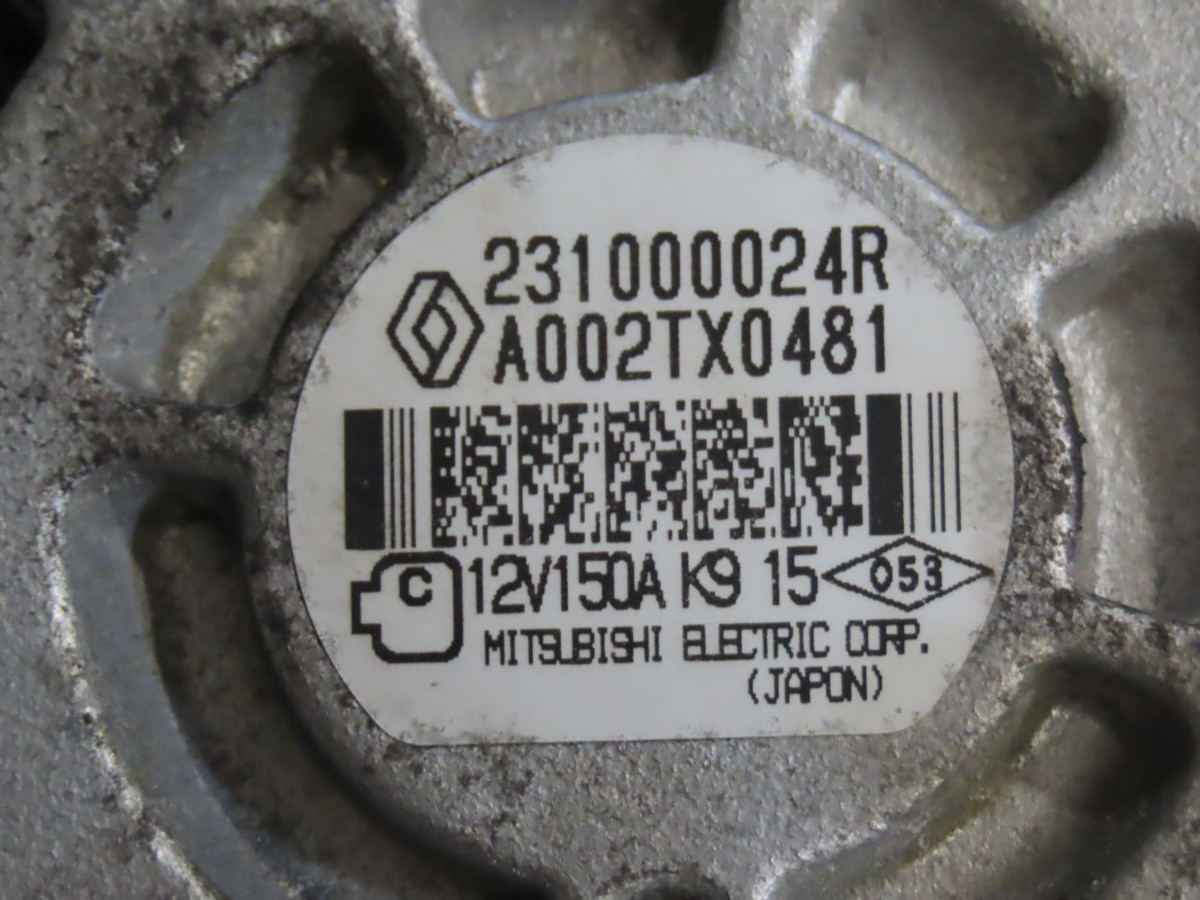 231000024R
A002TX0481
C 12V150A K9 15 053
MITSUBISHI ELECTRIC CORP.
(JAPON)